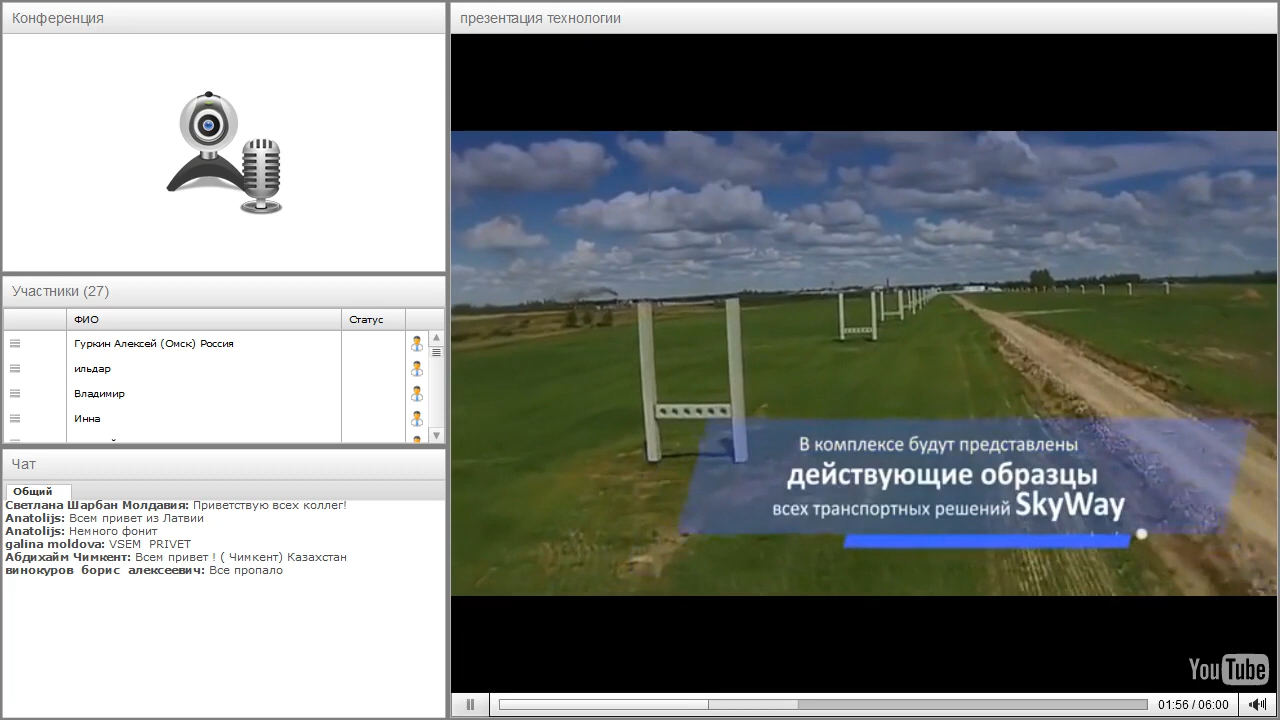 Конференция
презентация технологии
Участники (27)
ФИО
Статус
Гуркин Алексей (Омск) Россия
ильдар
Владимир
Инна
Чат
Общий
Светлана Шарбан Молдавия: Приветствую всех коллег!
Anatolijs: Всем привет из Латвии
Anatolijs: Немного фонит
galina moldova: VSEM PRIVET
Абдихайм Чимкент: Всем привет ! ( Чимкент) Казахстан
винокуров борис алексеевич: Все пропало
В комплексе будут представлены
действующие образцы
всех транспортных решений SkyWay
YouTube
01:56 / 06:00